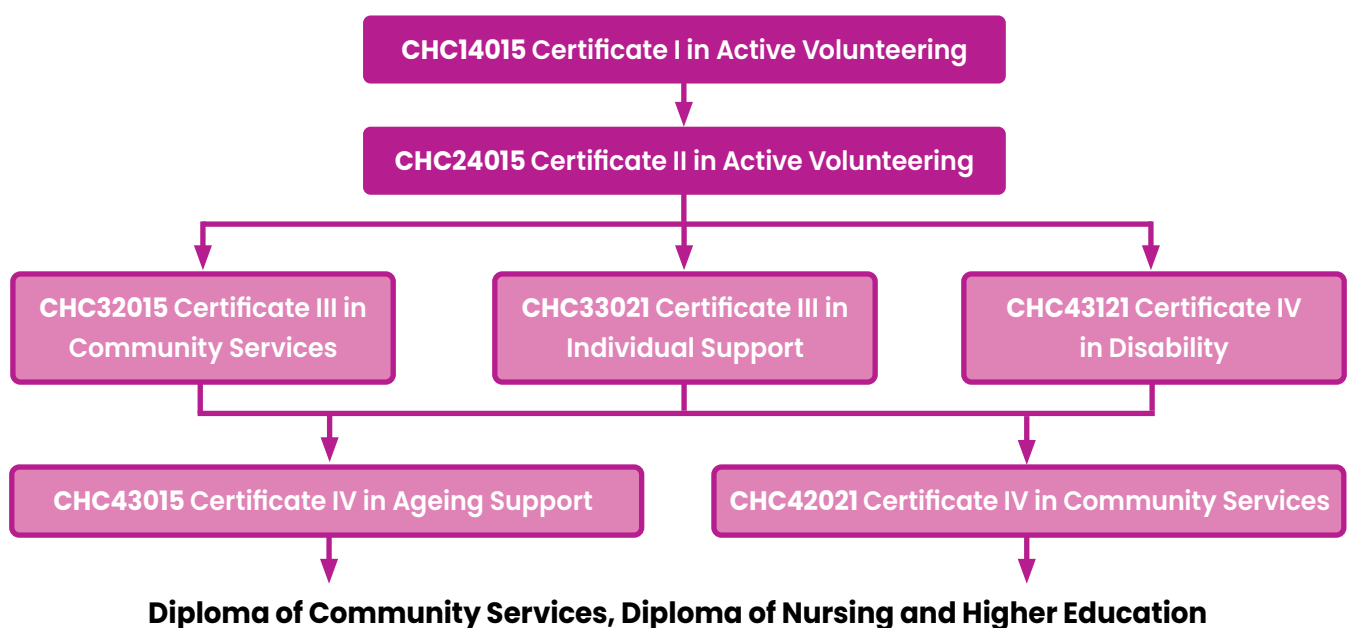 CHC14015 Certificate I in Active Volunteering
CHC24015 Certificate II in Active Volunteering
CHC32015 Certificate III in
Community Services
CHC33021 Certificate III in
Individual Support
CHC43121 Certificate IV
in Disability
CHC43015 Certificate IV in Ageing Support
CHC42021 Certificate IV in Community Services
Diploma of Community Services, Diploma of Nursing and Higher Education